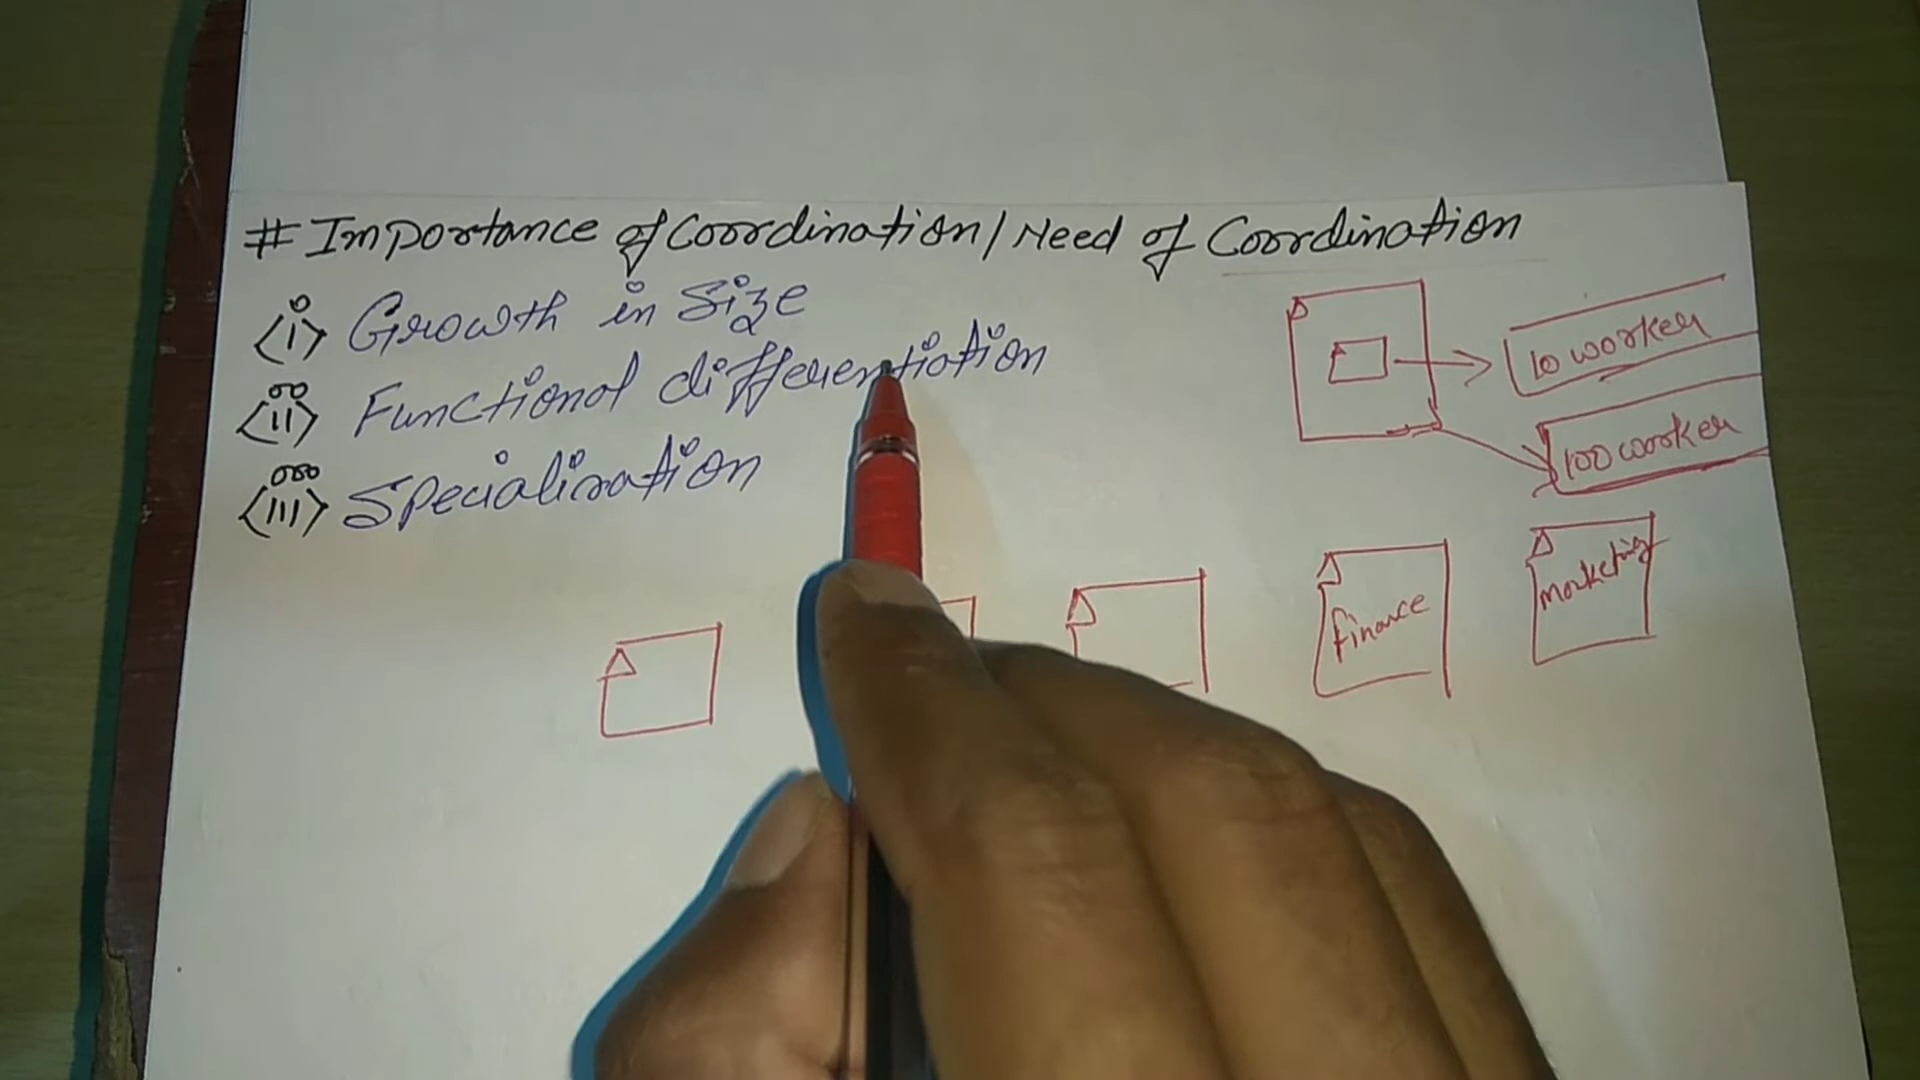 # Importance of Coordination / Need of Coordination
<i> Growth in Size
<ii> Functional differentiation
<iii> Specialization
10 worker
100 worker
finance
marketing